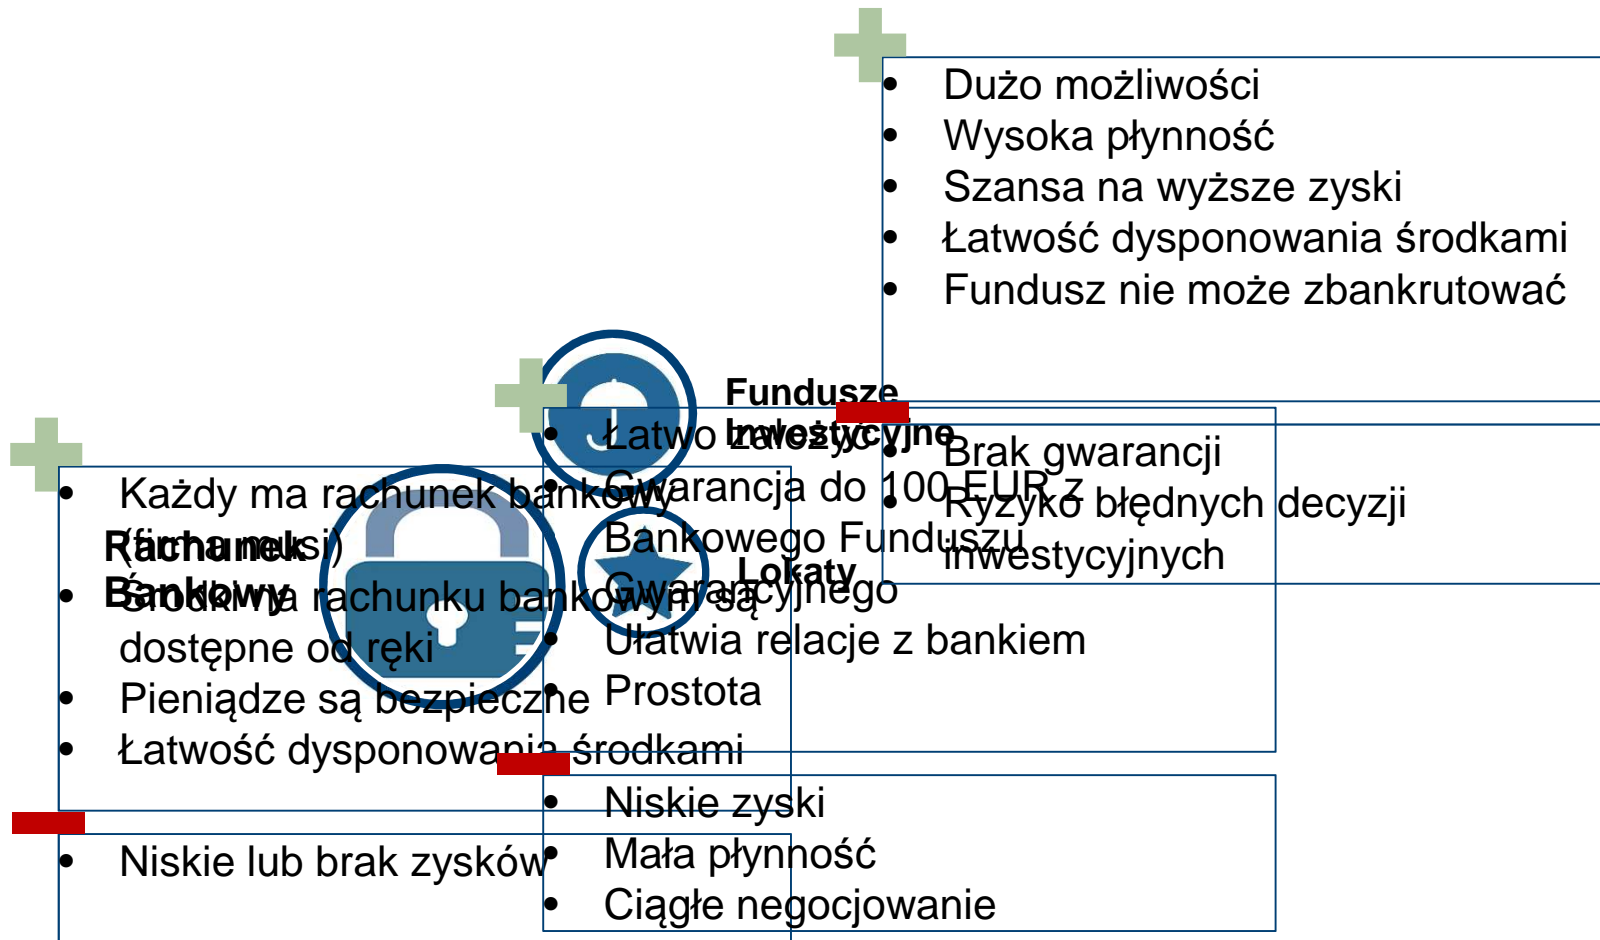 Dużo możliwości
Wysoka płynność
Szansa na wyższe zyski
Łatwość dysponowania środkami
Fundusz nie może zbankrutować
Brak gwarancji
Ryzyko błędnych decyzji
inwestycyjnych
Fundusze
Inwestycyjne
Łatwo założyć
Gwarancja do 100 EUR z
Bankowego Funduszu
Gwarancyjnego
Ułatwia relacje z bankiem
Prostota
Niskie zyski
Mała płynność
Ciągłe negocjowanie
Lokaty
Rachunek
Bankowy
Każdy ma rachunek bankowy
(firma musi)
Środki na rachunku bankowym są
dostępne od ręki
Pieniądze są bezpieczne
Łatwość dysponowania środkami
Niskie lub brak zysków